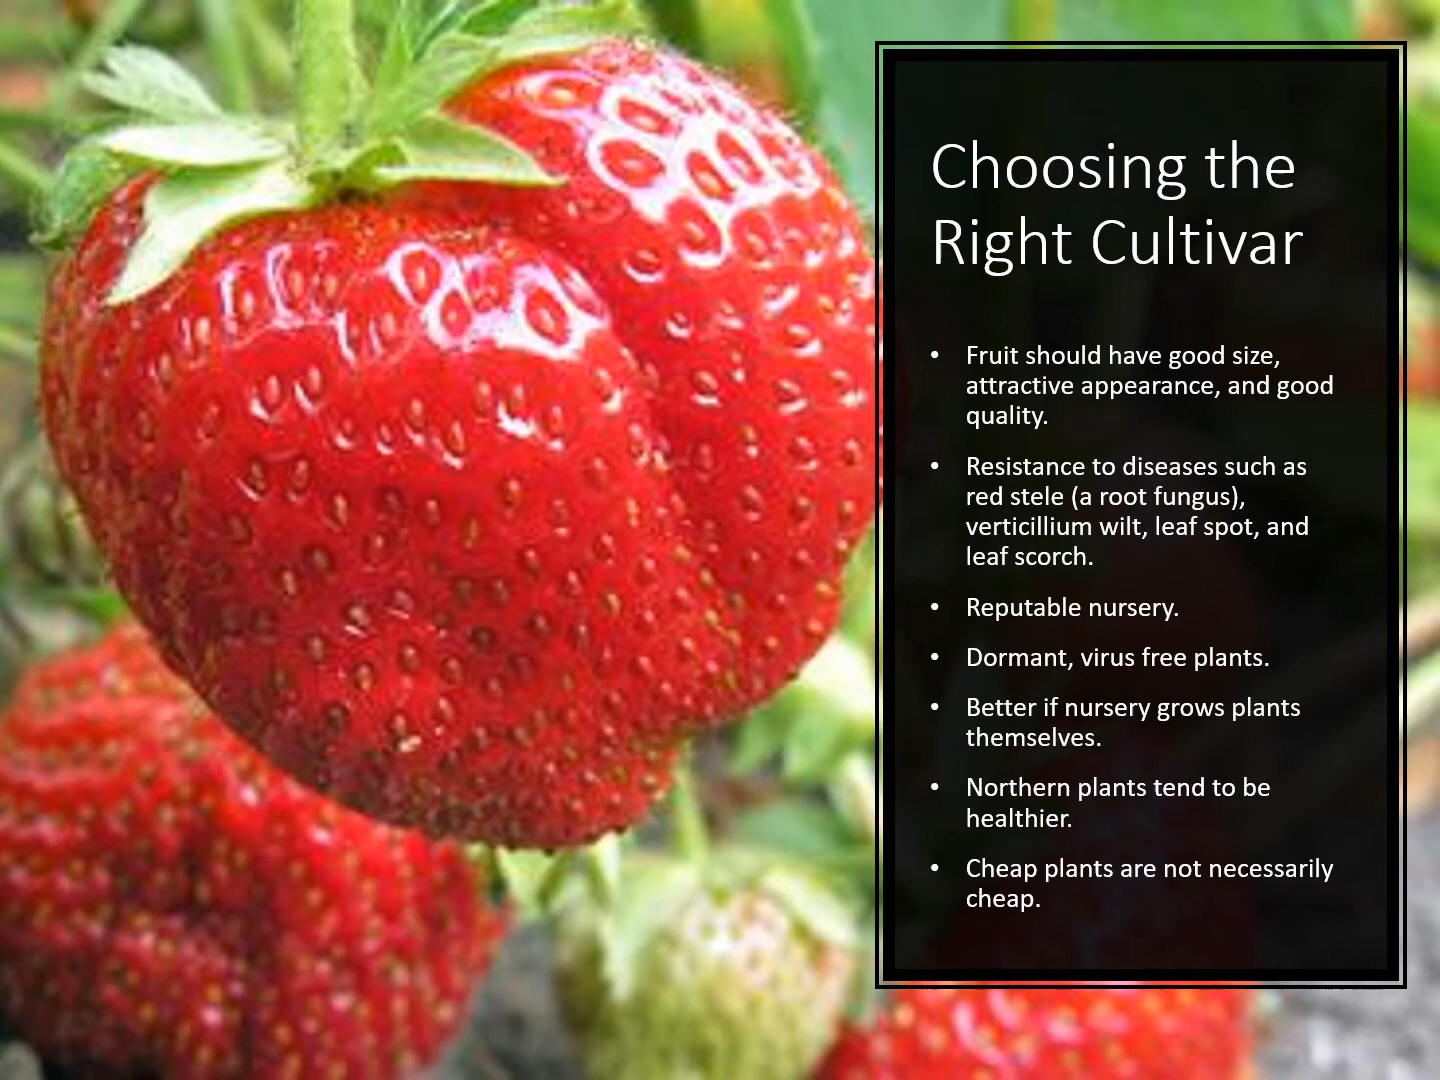 Choosing the
Right Cultivar
• Fruit should have good size,
attractive appearance, and good
quality.
• Resistance to diseases such as
red stele (a root fungus),
verticillium wilt, leaf spot, and
leaf scorch.
• Reputable nursery.
• Dormant, virus free plants.
• Better if nursery grows plants
themselves.
• Northern plants tend to be
healthier.
• Cheap plants are not necessarily
cheap.